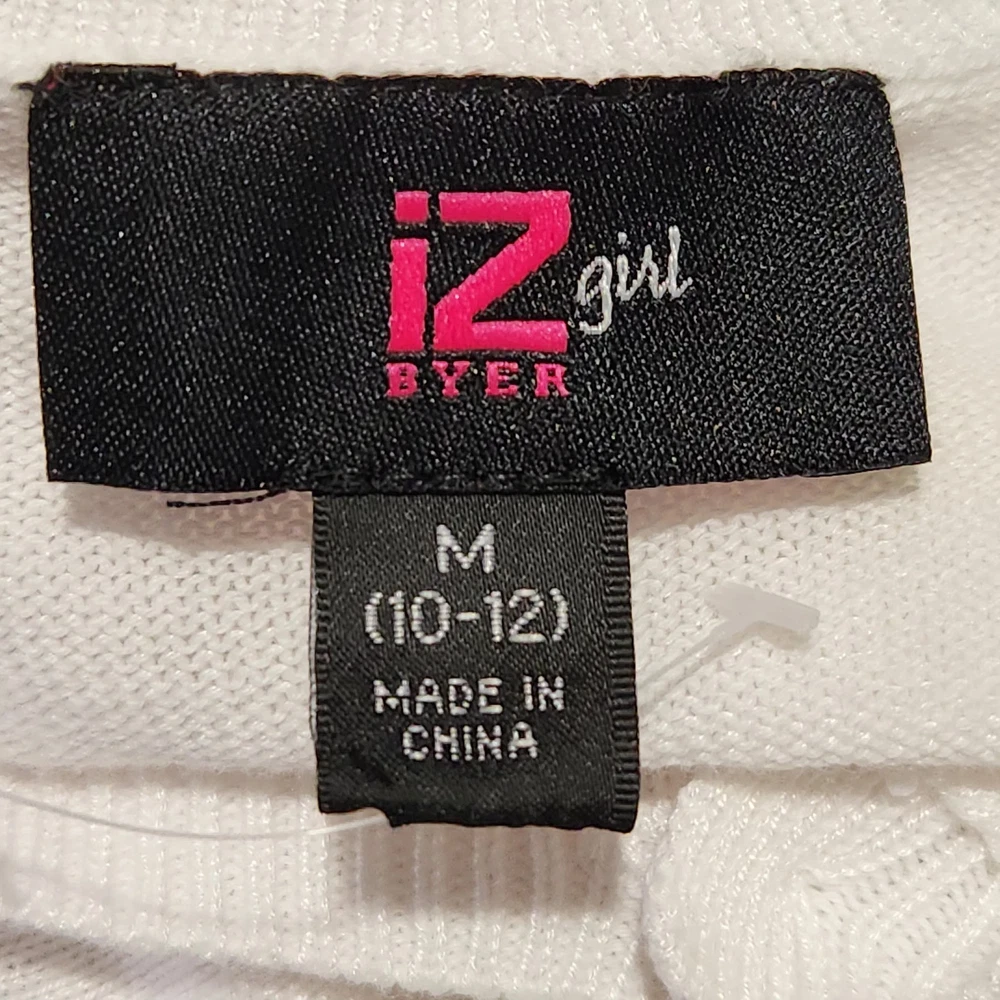 iZ girl
BYER
M
(10-12)
MADE IN
CHINA